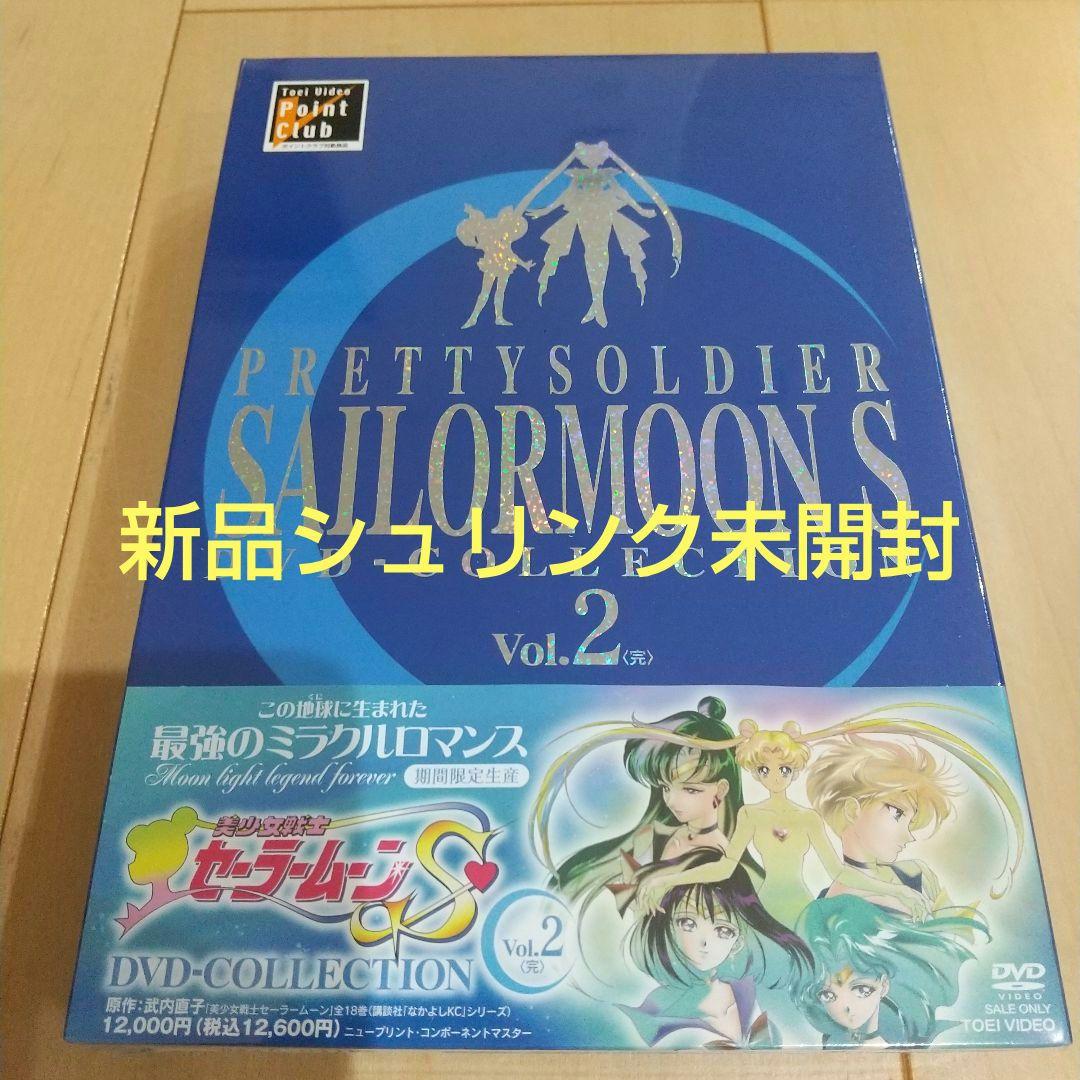 Toei Video
Point
Club
ポイントクラブ対象商品
PRETTYSOLDIER
SAILORMOON S
新品シュリンク未開封
DVD-COLLECTION
Vol.2〈完〉
くに
この地球に生まれた
最強のミラクルロマンス
Moon light legend forever 期間限定生産
美少女戦士
セーラームーンS
DVD-COLLECTION
Vol.2
〈完〉
原作:武内直子「美少女戦士セーラームーン」全18巻(講談社「なかよしKC」シリーズ)
12,000円(税込12,600円) ニュープリント・コンポーネントマスター
DVD
VIDEO
SALE ONLY
TOEI VIDEO